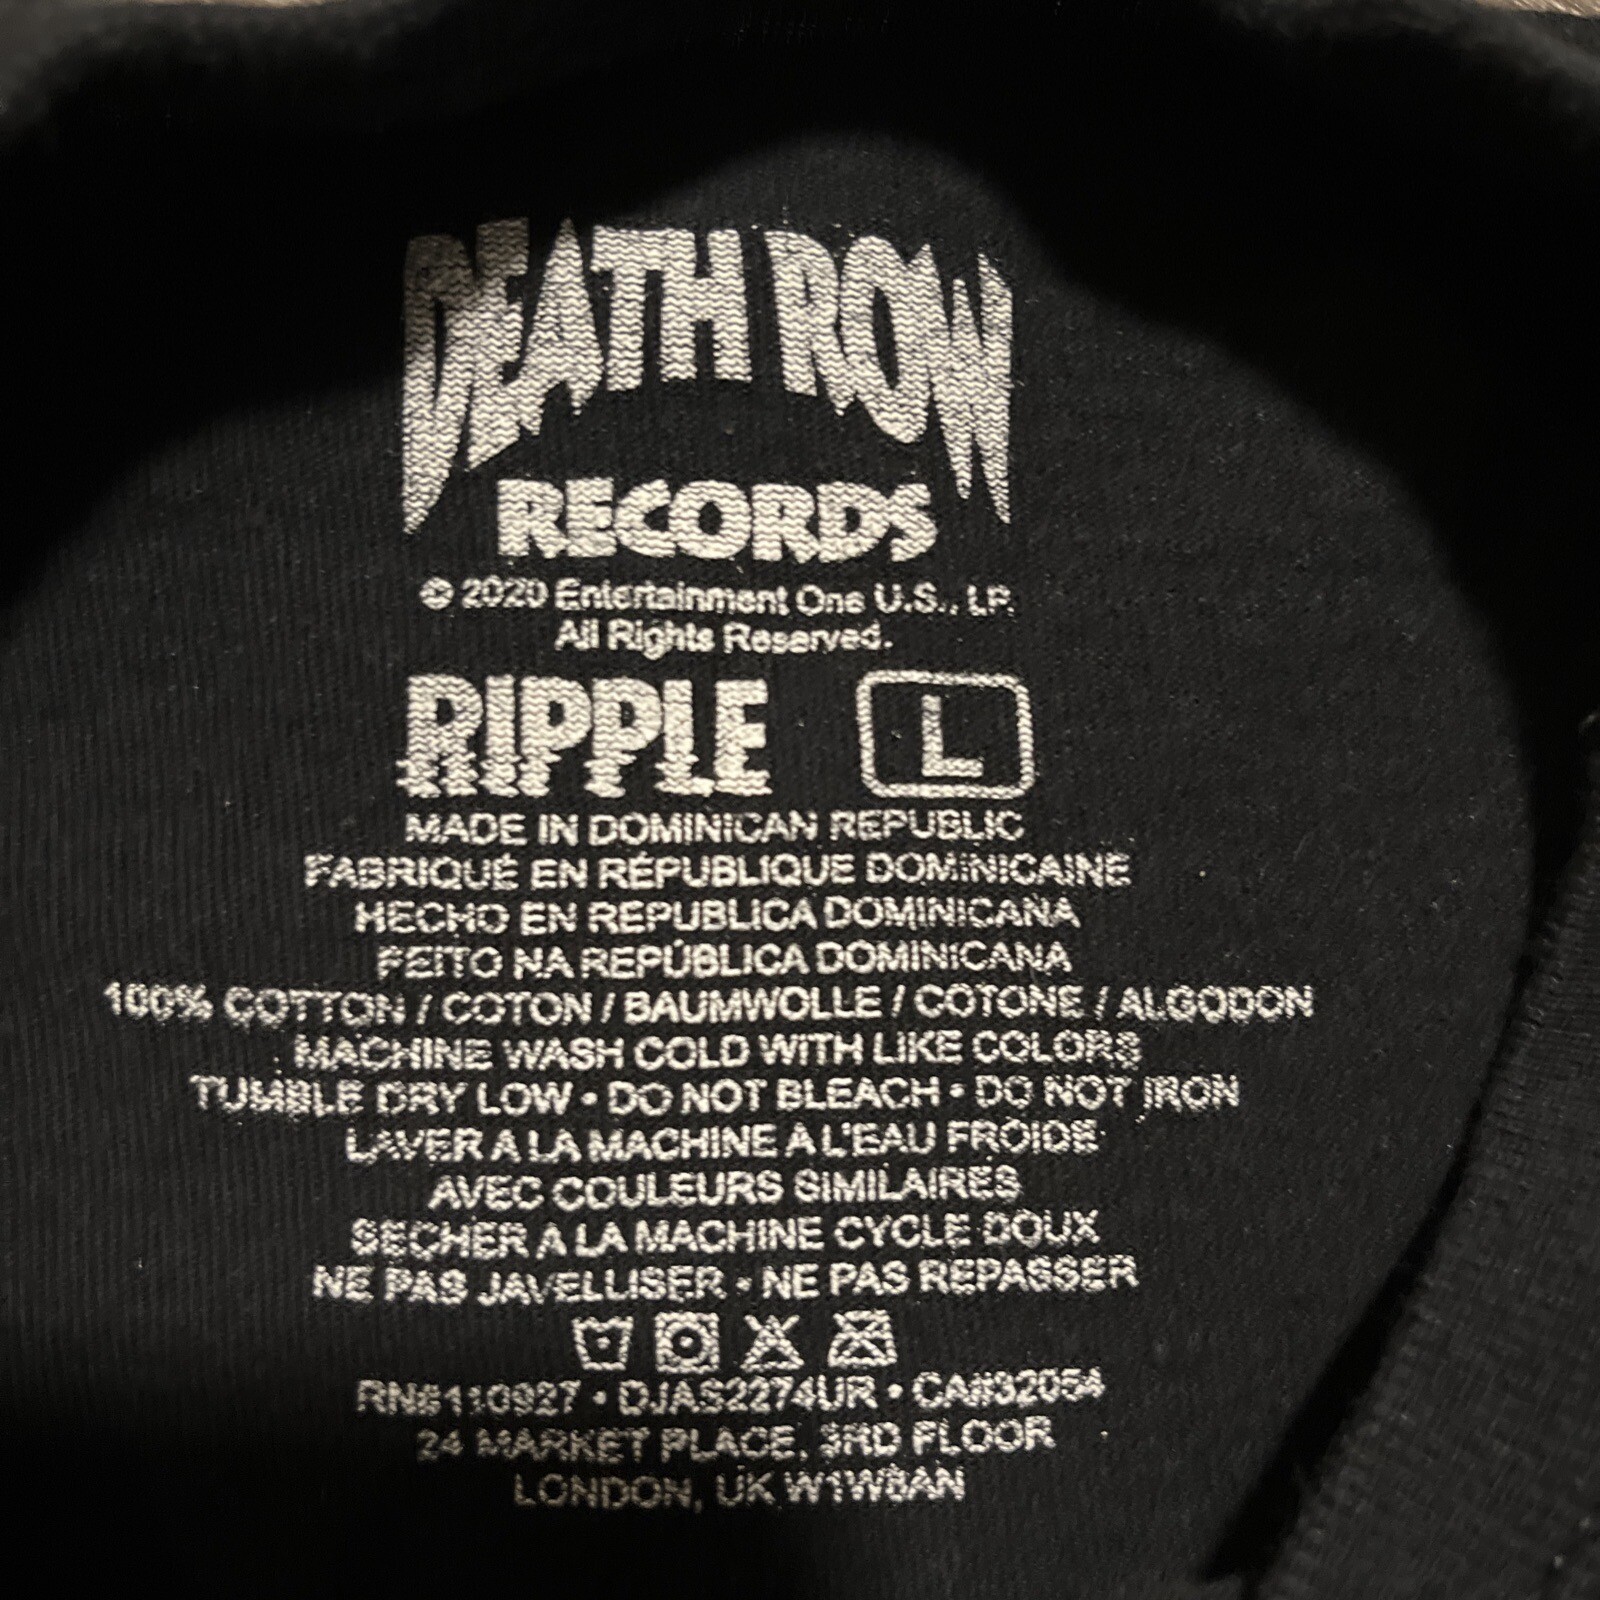 DEATH ROW
RECORDS
© 2020 Entertainment One U.S., LP.
All Rights Reserved.
RIPPLE L
MADE IN DOMINICAN REPUBLIC
FABRIQUÉ EN RÉPUBLIQUE DOMINICAINE
HECHO EN REPUBLICA DOMINICANA
FEITO NA REPÚBLICA DOMINICANA
100% COTTON / COTON / BAUMWOLLE / COTONE / ALGODON
MACHINE WASH COLD WITH LIKE COLORS
TUMBLE DRY LOW • DO NOT BLEACH • DO NOT IRON
LAVER A LA MACHINE A L'EAU FROIDE
AVEC COULEURS SIMILAIRES
SECHER A LA MACHINE CYCLE DOUX
NE PAS JAVELLISER • NE PAS REPASSER
RN#110927 • DJAS2274UR • CA#32054
24 MARKET PLACE, 3RD FLOOR
LONDON, UK W1W8AN